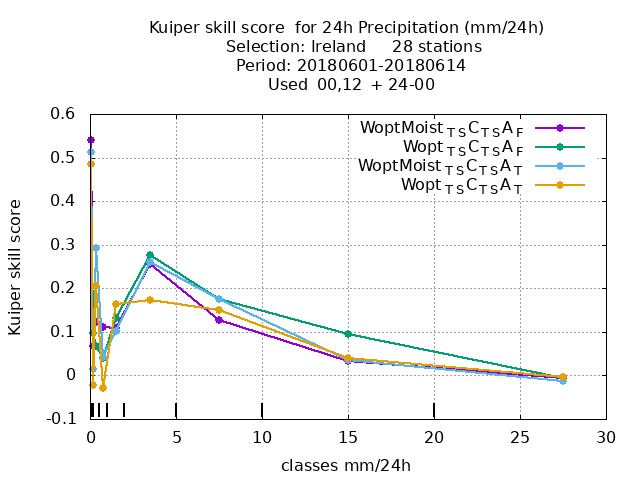 Kuiper skill score  for 24h Precipitation (mm/24h)
Selection: Ireland     28 stations
Period: 20180601-20180614
Used  00,12  + 24-00
WoptMoist TS C TS A F
Wopt TS C TS A F
WoptMoist TS C TS A T
Wopt TS C TS A T
0.6
0.5
0.4
0.3
0.2
0.1
0
-0.1
Kuiper skill score
0 5 10 15 20 25 30
classes mm/24h